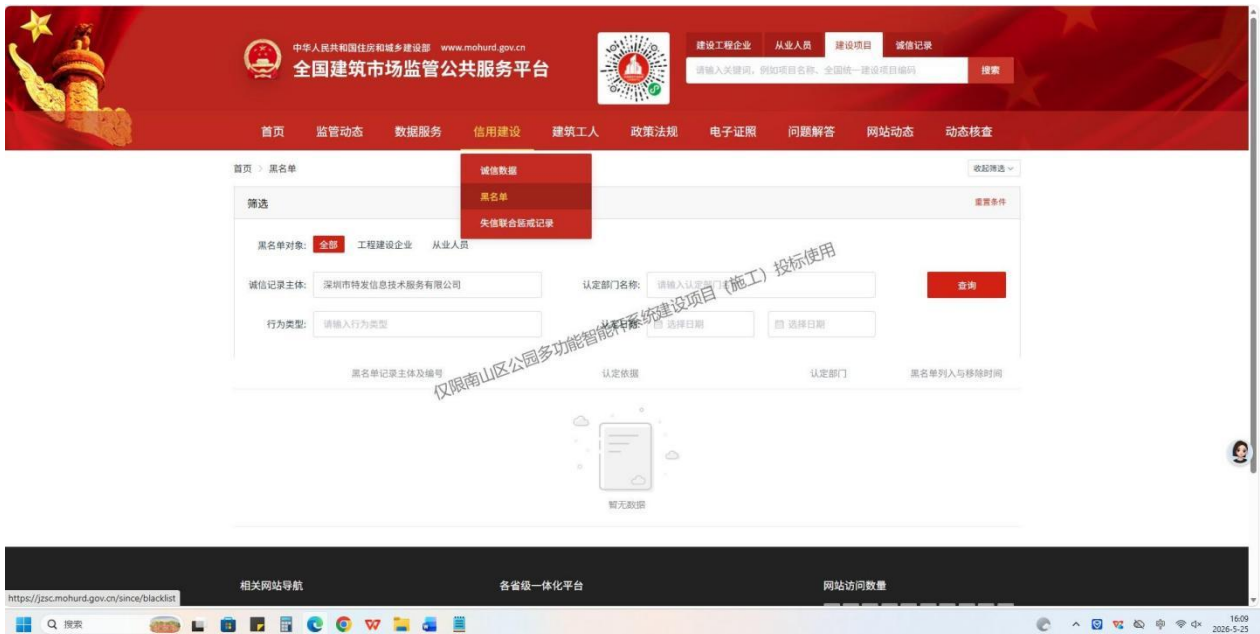 中华人民共和国住房和城乡建设部 www.mohurd.gov.cn
全国建筑市场监管公共服务平台
建设工程企业 从业人员 建设项目 诚信记录
请输入关键词,例如项目名称、全国统一建设项目编码 搜索
首页 监管动态 数据服务 信用建设 建筑工人 政策法规 电子证照 问题解答 网站动态 动态核查
诚信数据
黑名单
失信联合惩戒记录
首页 > 黑名单 收起筛选
筛选 重置条件
黑名单对象: 全部 工程建设企业 从业人员
诚信记录主体: 深圳市特发信息技术服务有限公司 认定部门名称: 请输入认定部门名称 查询
行为类型: 请输入行为类型 认定日期: 选择日期 选择日期
仅限南山区公园多功能智能杆系统建设项目(施工)投标使用
黑名单记录主体及编号 认定依据 认定部门 黑名单列入与移除时间
暂无数据
相关网站导航 各省级一体化平台 网站访问数量
https://jzsc.mohurd.gov.cn/since/blacklist
搜索
中
16:09
2026-5-25